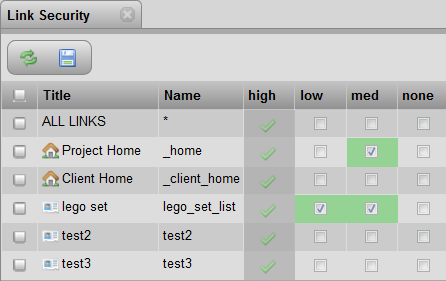 Link Security
Title Name high low med none
ALL LINKS *
Project Home _home
Client Home _client_home
lego set lego_set_list
test2 test2
test3 test3